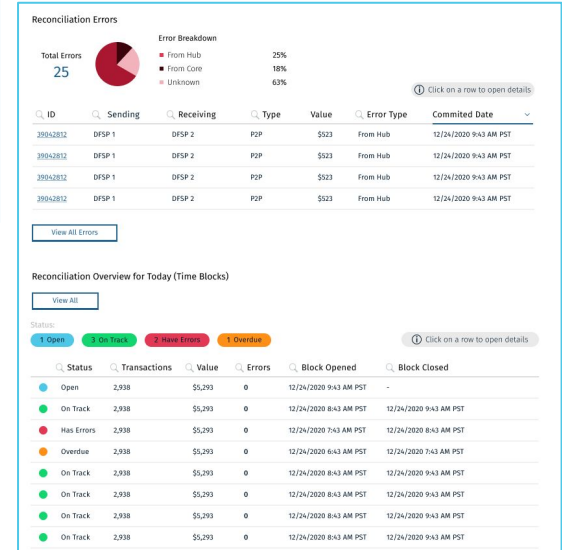 Reconciliation Errors
Error Breakdown
Total Errors
25
From Hub 25%
From Core 18%
Unknown 63%
Click on a row to open details
ID Sending Receiving Type Value Error Type Commited Date
39042812 DFSP 1 DFSP 2 P2P $523 From Hub 12/24/2020 9:43 AM PST
39042812 DFSP 1 DFSP 2 P2P $523 From Hub 12/24/2020 9:43 AM PST
39042812 DFSP 1 DFSP 2 P2P $523 From Hub 12/24/2020 9:43 AM PST
39042812 DFSP 1 DFSP 2 P2P $523 From Hub 12/24/2020 9:43 AM PST
View All Errors
Reconciliation Overview for Today (Time Blocks)
View All
Status:
1 Open 3 On Track 2 Have Errors 1 Overdue
Click on a row to open details
Status Transactions Value Errors Block Opened Block Closed
Open 2,938 $5,293 0 12/24/2020 9:43 AM PST -
On Track 2,938 $5,293 0 12/24/2020 8:43 AM PST 12/24/2020 9:43 AM PST
Has Errors 2,938 $5,293 0 12/24/2020 7:43 AM PST 12/24/2020 8:43 AM PST
Overdue 2,938 $5,293 0 12/24/2020 6:43 AM PST 12/24/2020 7:43 AM PST
On Track 2,938 $5,293 0 12/24/2020 8:43 AM PST 12/24/2020 9:43 AM PST
On Track 2,938 $5,293 0 12/24/2020 8:43 AM PST 12/24/2020 9:43 AM PST
On Track 2,938 $5,293 0 12/24/2020 8:43 AM PST 12/24/2020 9:43 AM PST
On Track 2,938 $5,293 0 12/24/2020 8:43 AM PST 12/24/2020 9:43 AM PST